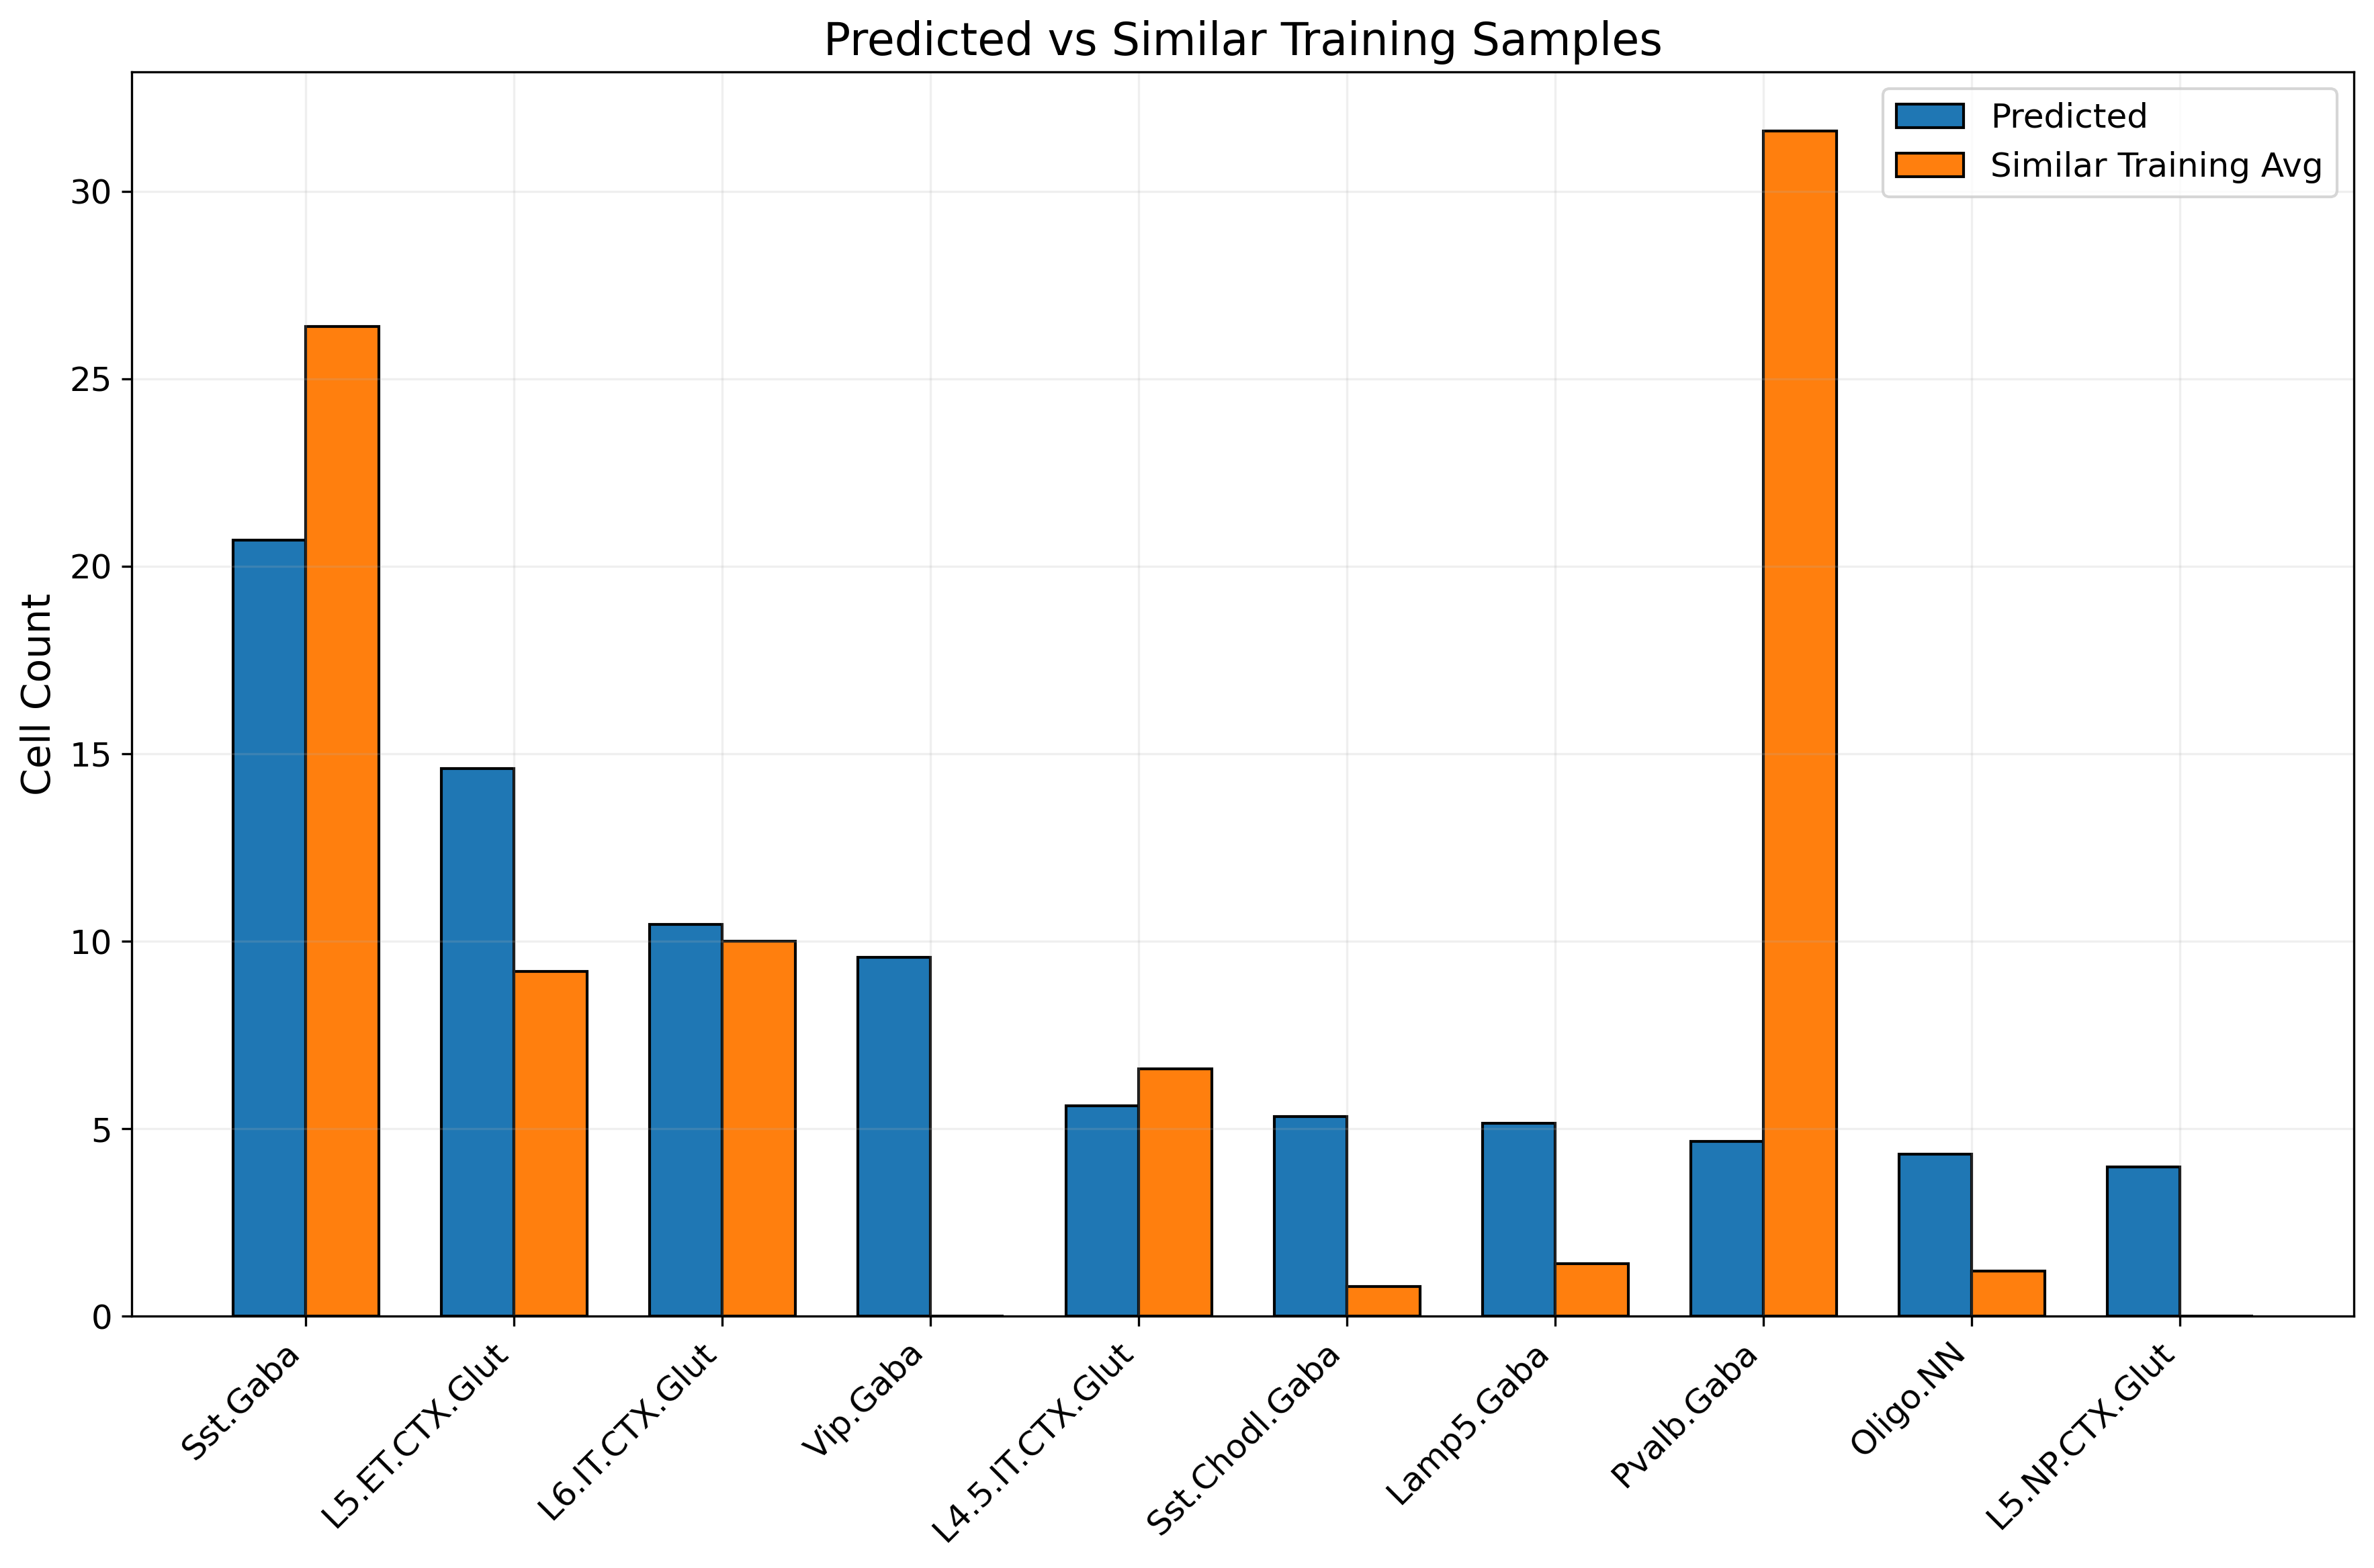 Predicted vs Similar Training Samples
Predicted
Similar Training Avg
Cell Count
30
25
20
15
10
5
0
Sst.Gaba
L5.ET.CTX.Glut
L6.IT.CTX.Glut
Vip.Gaba
L4.5.IT.CTX.Glut
Sst.Chodl.Gaba
Lamp5.Gaba
Pvalb.Gaba
Oligo.NN
L5.NP.CTX.Glut